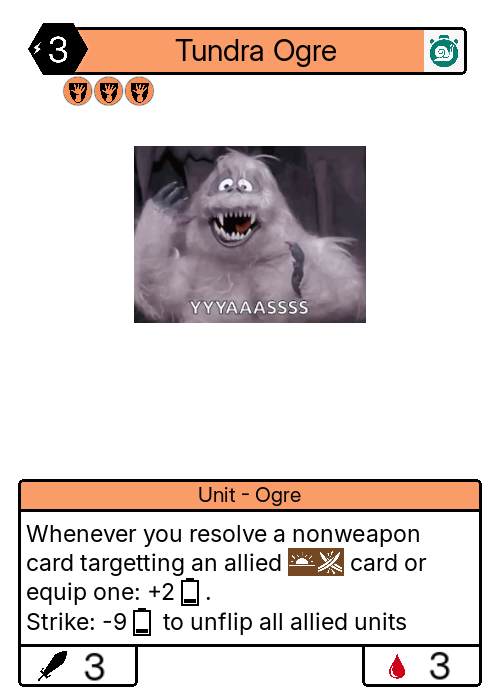 3
Tundra Ogre
YYYAAASSSS
Unit - Ogre
Whenever you resolve a nonweapon
card targetting an allied card or
equip one: +2 .
Strike: -9 to unflip all allied units
3
3